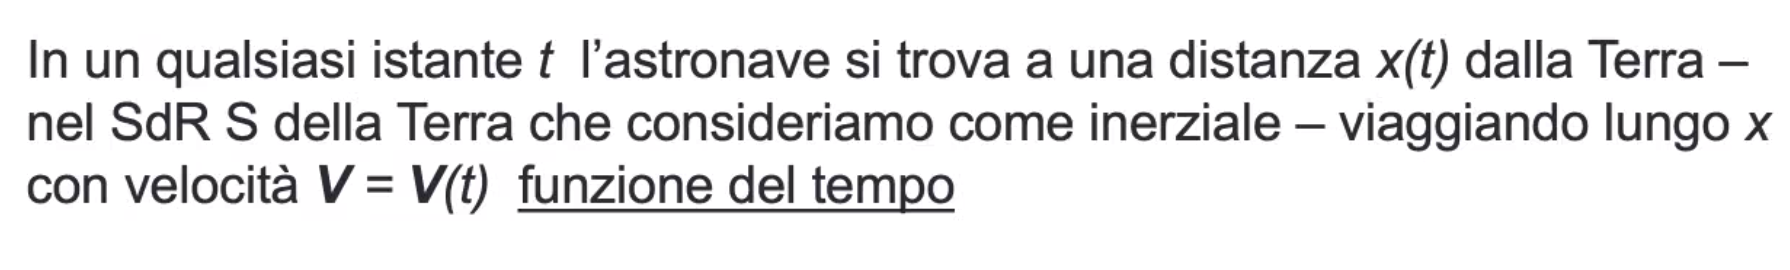 In un qualsiasi istante t l’astronave si trova a una distanza x(t) dalla Terra –
nel SdR S della Terra che consideriamo come inerziale – viaggiando lungo x
con velocità V = V(t) funzione del tempo